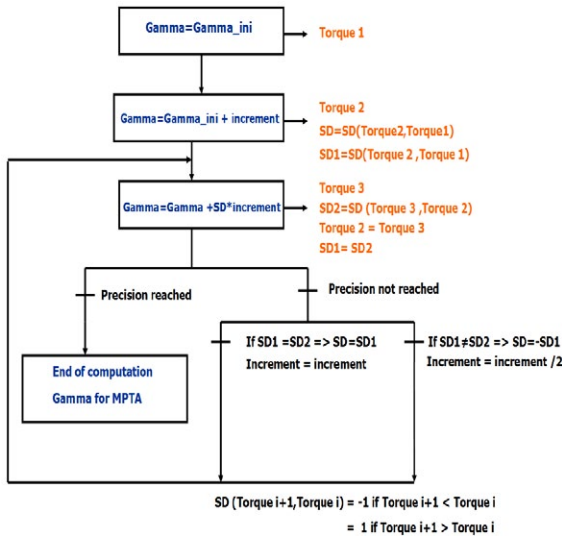 Gamma=Gamma_ini
Torque 1
Gamma=Gamma_ini + increment
Torque 2
SD=SD(Torque2,Torque1)
SD1=SD(Torque 2 ,Torque 1)
Gamma=Gamma +SD*increment
Torque 3
SD2=SD (Torque 3 ,Torque 2)
Torque 2 = Torque 3
SD1= SD2
Precision reached
Precision not reached
End of computation
Gamma for MPTA
If SD1 =SD2 => SD=SD1
Increment = increment
If SD1≠SD2 => SD=-SD1
Increment = increment /2
SD (Torque i+1,Torque i) = -1 if Torque i+1 < Torque i
= 1 if Torque i+1 > Torque i